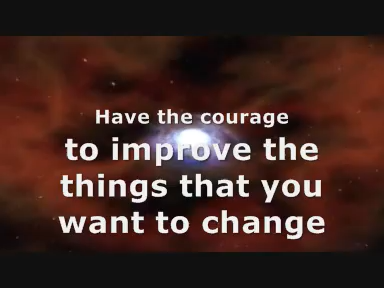 Have the courage
to improve the
things that you
want to change